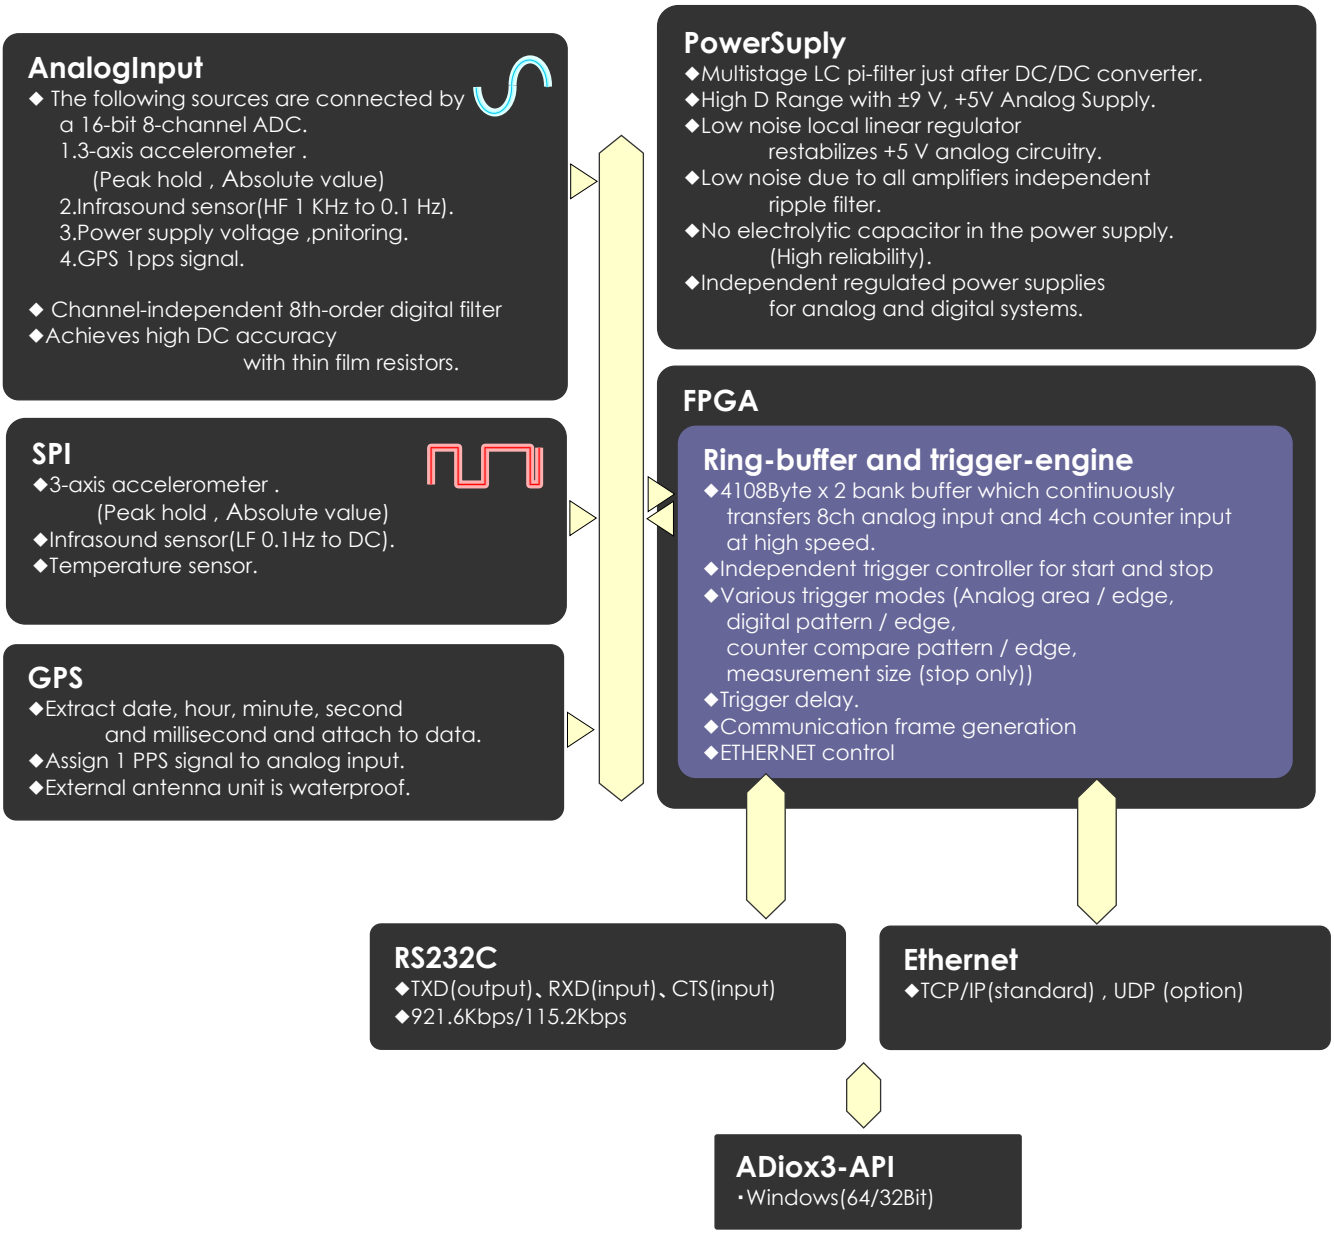 AnalogInput
◆ The following sources are connected by
a 16-bit 8-channel ADC.
1.3-axis accelerometer .
(Peak hold , Absolute value)
2.Infrasound sensor(HF 1 KHz to 0.1 Hz).
3.Power supply voltage ,pnitoring.
4.GPS 1pps signal.
◆ Channel-independent 8th-order digital filter
◆Achieves high DC accuracy
with thin film resistors.
SPI
◆3-axis accelerometer .
(Peak hold , Absolute value)
◆Infrasound sensor(LF 0.1Hz to DC).
◆Temperature sensor.
GPS
◆Extract date, hour, minute, second
and millisecond and attach to data.
◆Assign 1 PPS signal to analog input.
◆External antenna unit is waterproof.
PowerSuply
◆Multistage LC pi-filter just after DC/DC converter.
◆High D Range with ±9 V, +5V Analog Supply.
◆Low noise local linear regulator
restabilizes +5 V analog circuitry.
◆Low noise due to all amplifiers independent
ripple filter.
◆No electrolytic capacitor in the power supply.
(High reliability).
◆Independent regulated power supplies
for analog and digital systems.
FPGA
Ring-buffer and trigger-engine
◆4108Byte x 2 bank buffer which continuously
transfers 8ch analog input and 4ch counter input
at high speed.
◆Independent trigger controller for start and stop
◆Various trigger modes (Analog area / edge,
digital pattern / edge,
counter compare pattern / edge,
measurement size (stop only))
◆Trigger delay.
◆Communication frame generation
◆ETHERNET control
RS232C
◆TXD(output)、RXD(input)、CTS(input)
◆921.6Kbps/115.2Kbps
Ethernet
◆TCP/IP(standard) , UDP (option)
ADiox3-API
・Windows(64/32Bit)